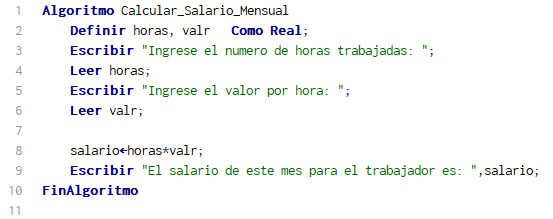 1 Algoritmo Calcular_Salario_Mensual
2 Definir horas, valr Como Real;
3 Escribir "Ingrese el numero de horas trabajadas: ";
4 Leer horas;
5 Escribir "Ingrese el valor por hora: ";
6 Leer valr;
7
8 salario←horas*valr;
9 Escribir "El salario de este mes para el trabajador es: ",salario;
10 FinAlgoritmo
11